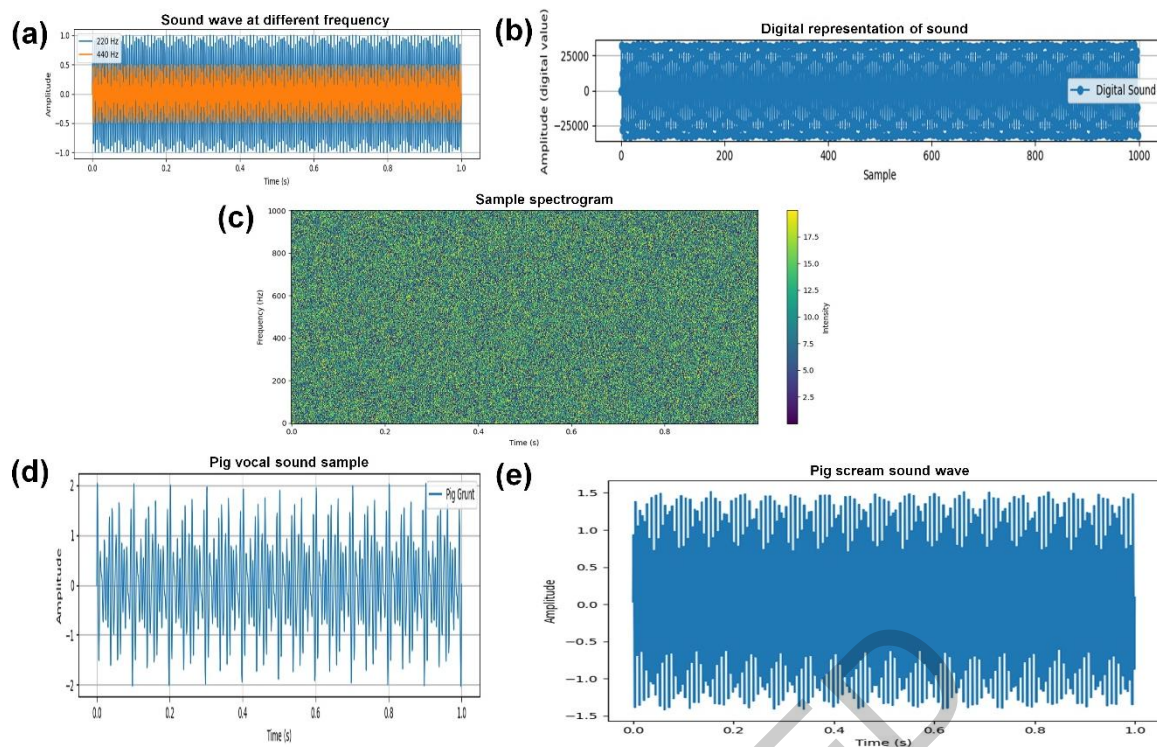 (a)
Sound wave at different frequency
220 Hz
440 Hz
1.0
0.5
0.0
−0.5
−1.0
Amplitude
0.0 0.2 0.4 0.6 0.8 1.0
Time (s)
(b)
Digital representation of sound
25000
0
−25000
Amplitude (digital value)
Digital Sound
0 200 400 600 800 1000
Sample
(c)
Sample spectrogram
1000
800
600
400
200
0
Frequency (Hz)
0.0 0.2 0.4 0.6 0.8
Time (s)
17.5
15.0
12.5
10.0
7.5
5.0
2.5
Intensity
(d)
Pig vocal sound sample
Pig Grunt
2
1
0
−1
−2
Amplitude
0.0 0.2 0.4 0.6 0.8 1.0
Time (s)
(e)
Pig scream sound wave
1.5
1.0
0.5
0.0
−0.5
−1.0
−1.5
Amplitude
0.0 0.2 0.4 0.6 0.8 1.0
Time (s)